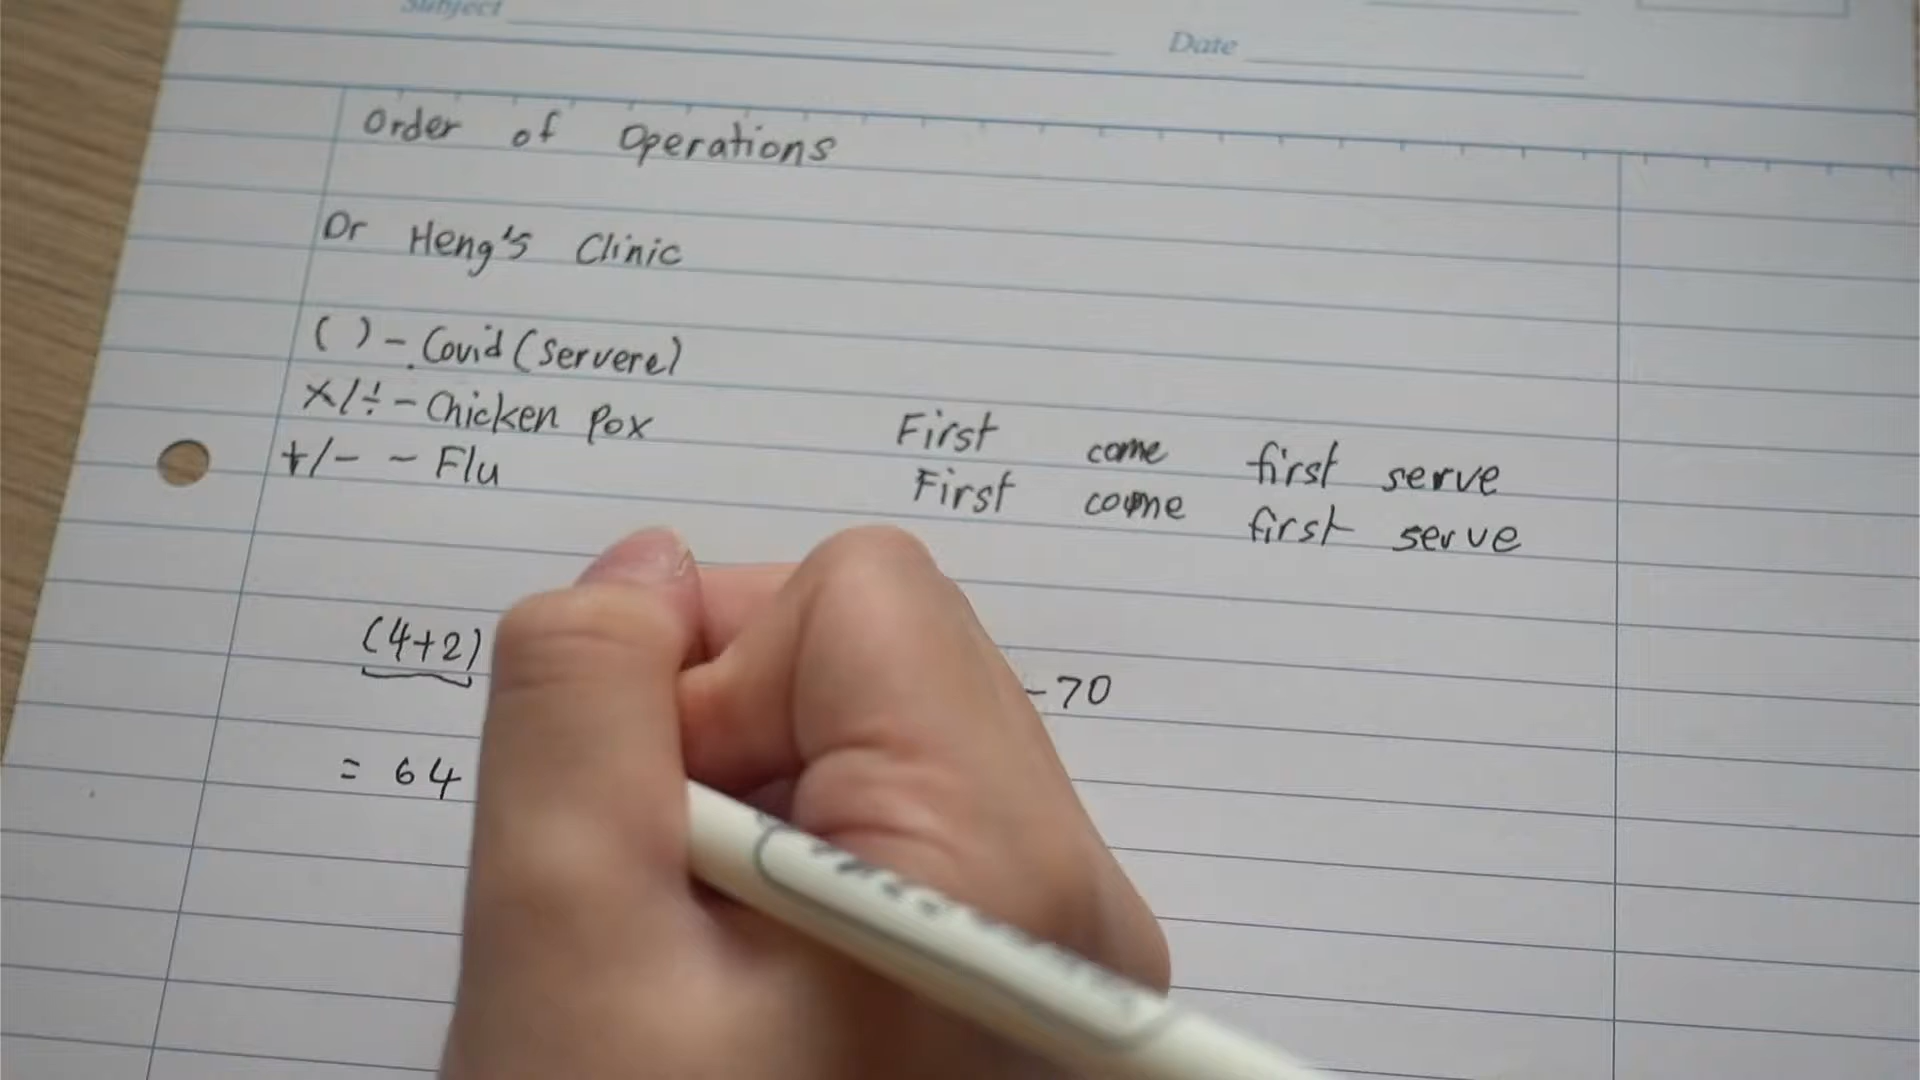 Subject
Date
Order of Operations
Dr Heng's Clinic
( ) - Covid (Servere)
×/÷ - Chicken Pox First come first serve
+/- - Flu First come first serve
(4+2) -70
= 64